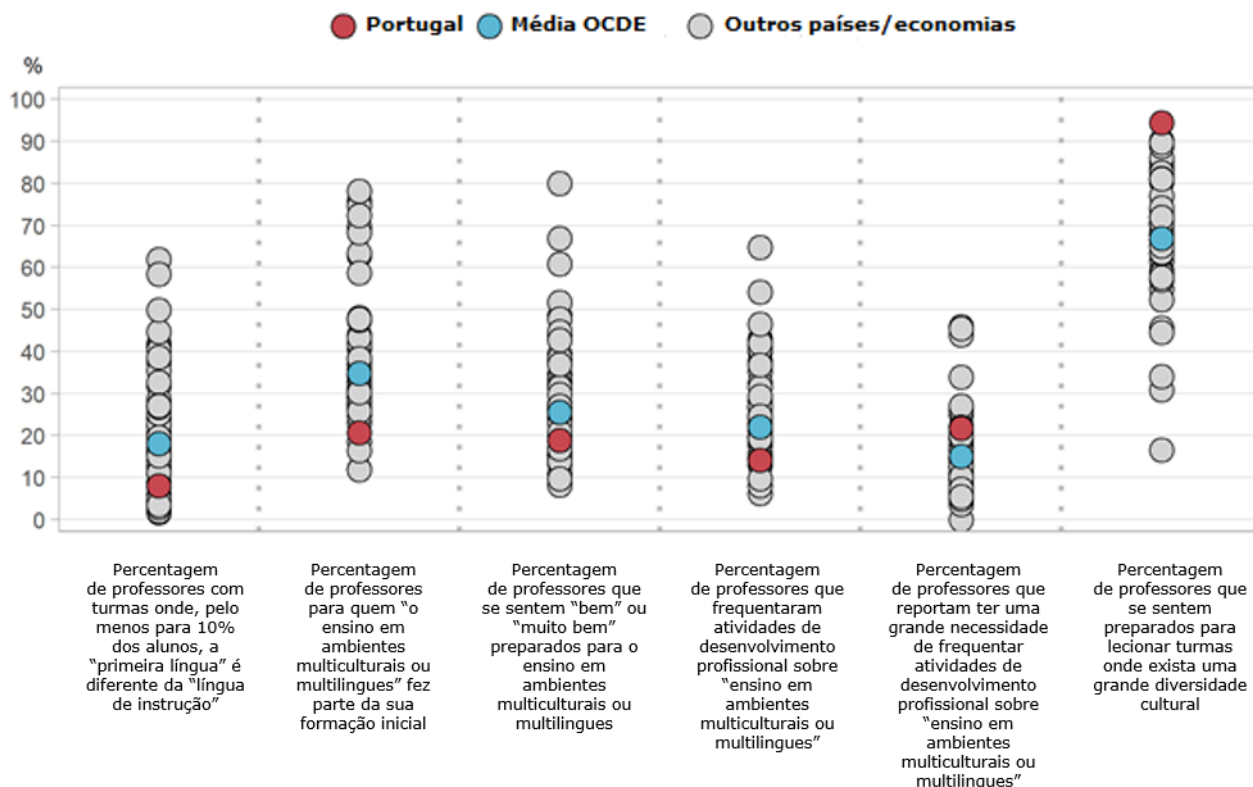 Portugal Média OCDE Outros países/economias
%
100
90
80
70
60
50
40
30
20
10
0
Percentagem
de professores com
turmas onde, pelo
menos para 10%
dos alunos, a
“primeira língua” é
diferente da “língua
de instrução”
Percentagem
de professores
para quem “o
ensino em
ambientes
multiculturais ou
multilingues” fez
parte da sua
formação inicial
Percentagem
de professores que
se sentem “bem” ou
“muito bem”
preparados para o
ensino em
ambientes
multiculturais ou
multilingues
Percentagem
de professores que
frequentaram
atividades de
desenvolvimento
profissional sobre
“ensino em
ambientes
multiculturais ou
multilingues”
Percentagem
de professores que
reportam ter uma
grande necessidade
de frequentar
atividades de
desenvolvimento
profissional sobre
“ensino em
ambientes
multiculturais ou
multilingues”
Percentagem
de professores que
se sentem
preparados para
lecionar turmas
onde exista uma
grande diversidade
cultural